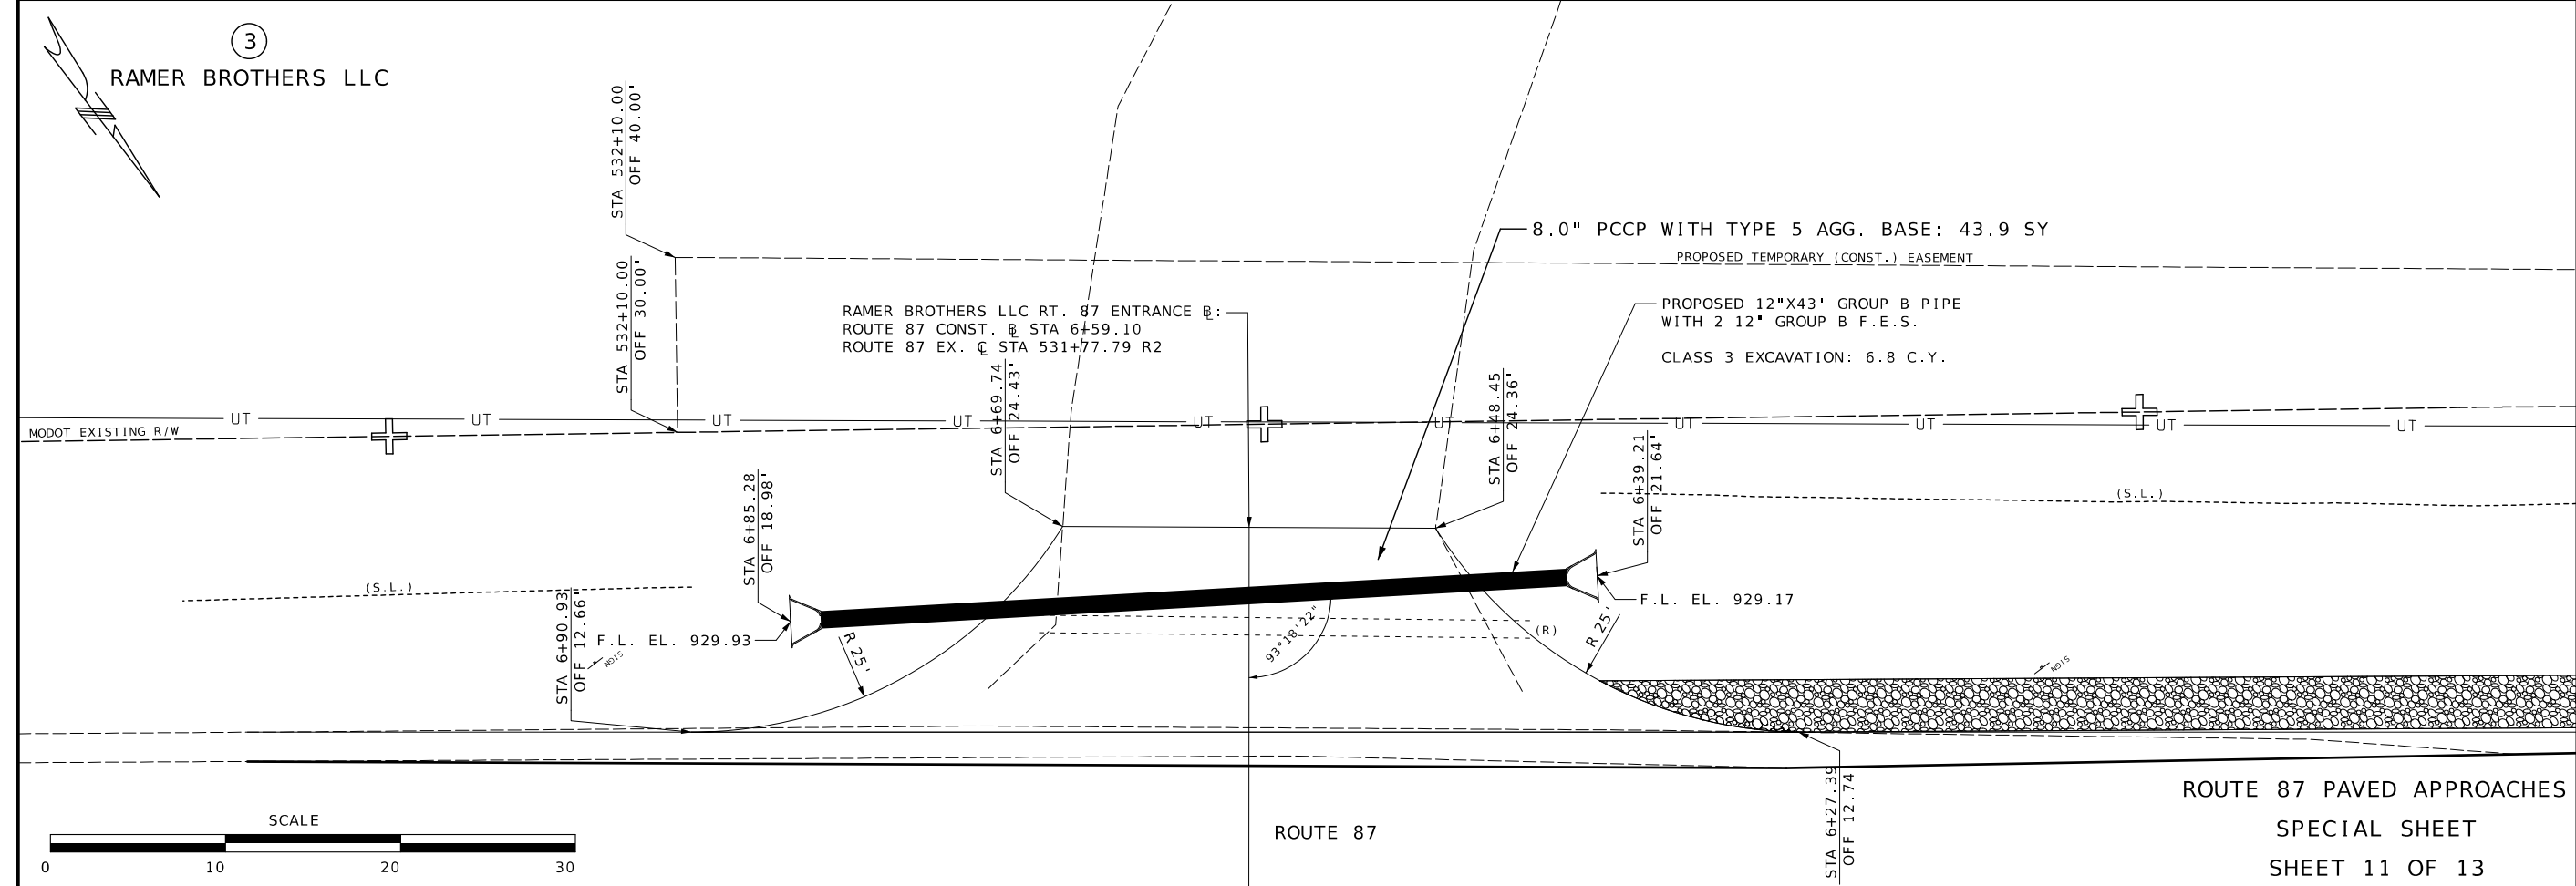 3
RAMER BROTHERS LLC
STA 532+10.00
OFF 40.00'
STA 532+10.00
OFF 30.00'
8.0" PCCP WITH TYPE 5 AGG. BASE: 43.9 SY
PROPOSED TEMPORARY (CONST.) EASEMENT
RAMER BROTHERS LLC RT. 87 ENTRANCE ⅊:
ROUTE 87 CONST. ⅊ STA 6+59.10
ROUTE 87 EX. ℄ STA 531+77.79 R2
PROPOSED 12"X43' GROUP B PIPE
WITH 2 12" GROUP B F.E.S.
CLASS 3 EXCAVATION: 6.8 C.Y.
STA 6+69.74
OFF 24.43'
STA 6+48.45
OFF 24.36'
UT UT UT UT UT UT UT UT UT UT
MODOT EXISTING R/W
STA 6+85.28
OFF 18.98'
STA 6+39.21
OFF 21.64'
(S.L.)
(S.L.)
STA 6+90.93
OFF 12.66'
F.L. EL. 929.93
SIGN
R 25'
93°18'22"
(R)
R 25'
F.L. EL. 929.17
SIGN
STA 6+27.39
OFF 12.74
SCALE
0 10 20 30
ROUTE 87
ROUTE 87 PAVED APPROACHES
SPECIAL SHEET
SHEET 11 OF 13